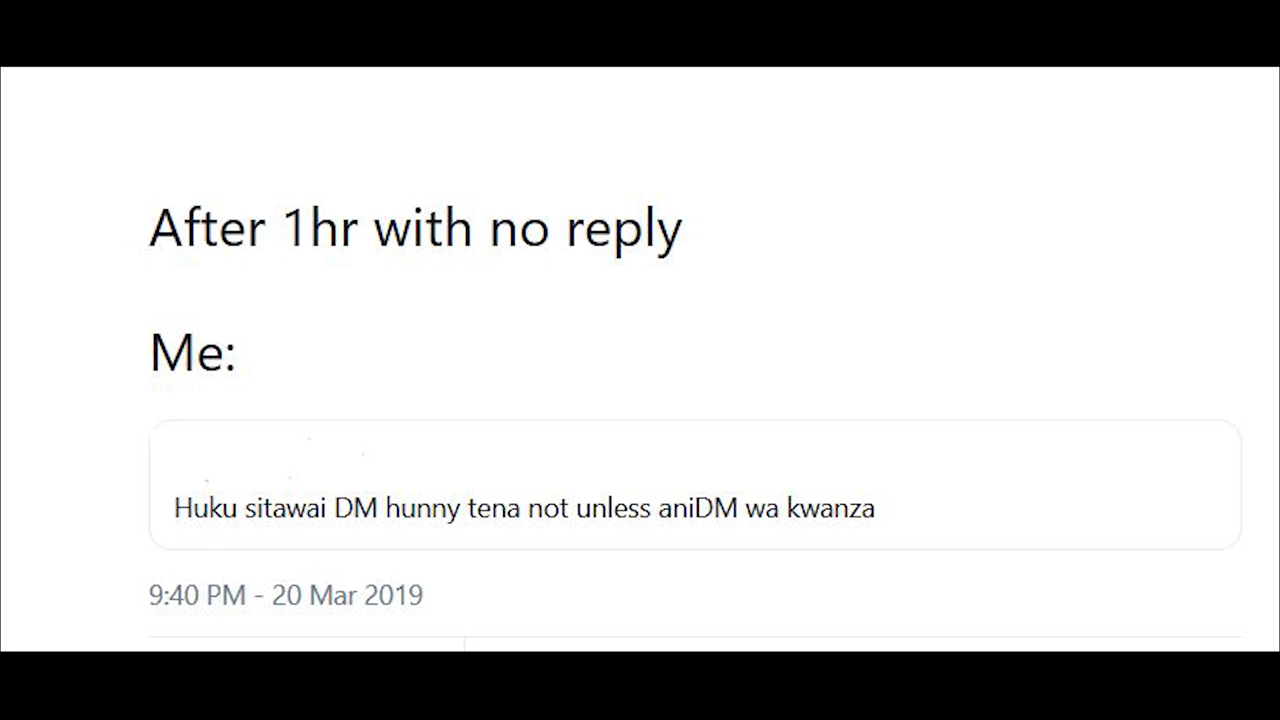 After 1hr with no reply
Me:
Huku sitawai DM hunny tena not unless aniDM wa kwanza
9:40 PM - 20 Mar 2019